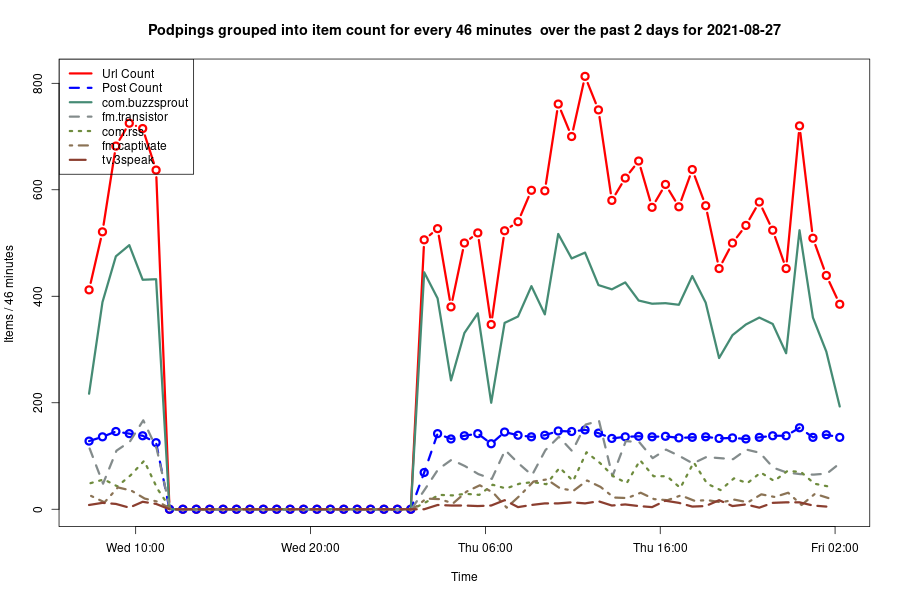 Podpings grouped into item count for every 46 minutes  over the past 2 days for 2021-08-27
Url Count
Post Count
com.buzzsprout
fm.transistor
com.rss
fm.captivate
tv.3speak
Items / 46 minutes
800
600
400
200
0
Wed 10:00
Wed 20:00
Thu 06:00
Thu 16:00
Fri 02:00
Time